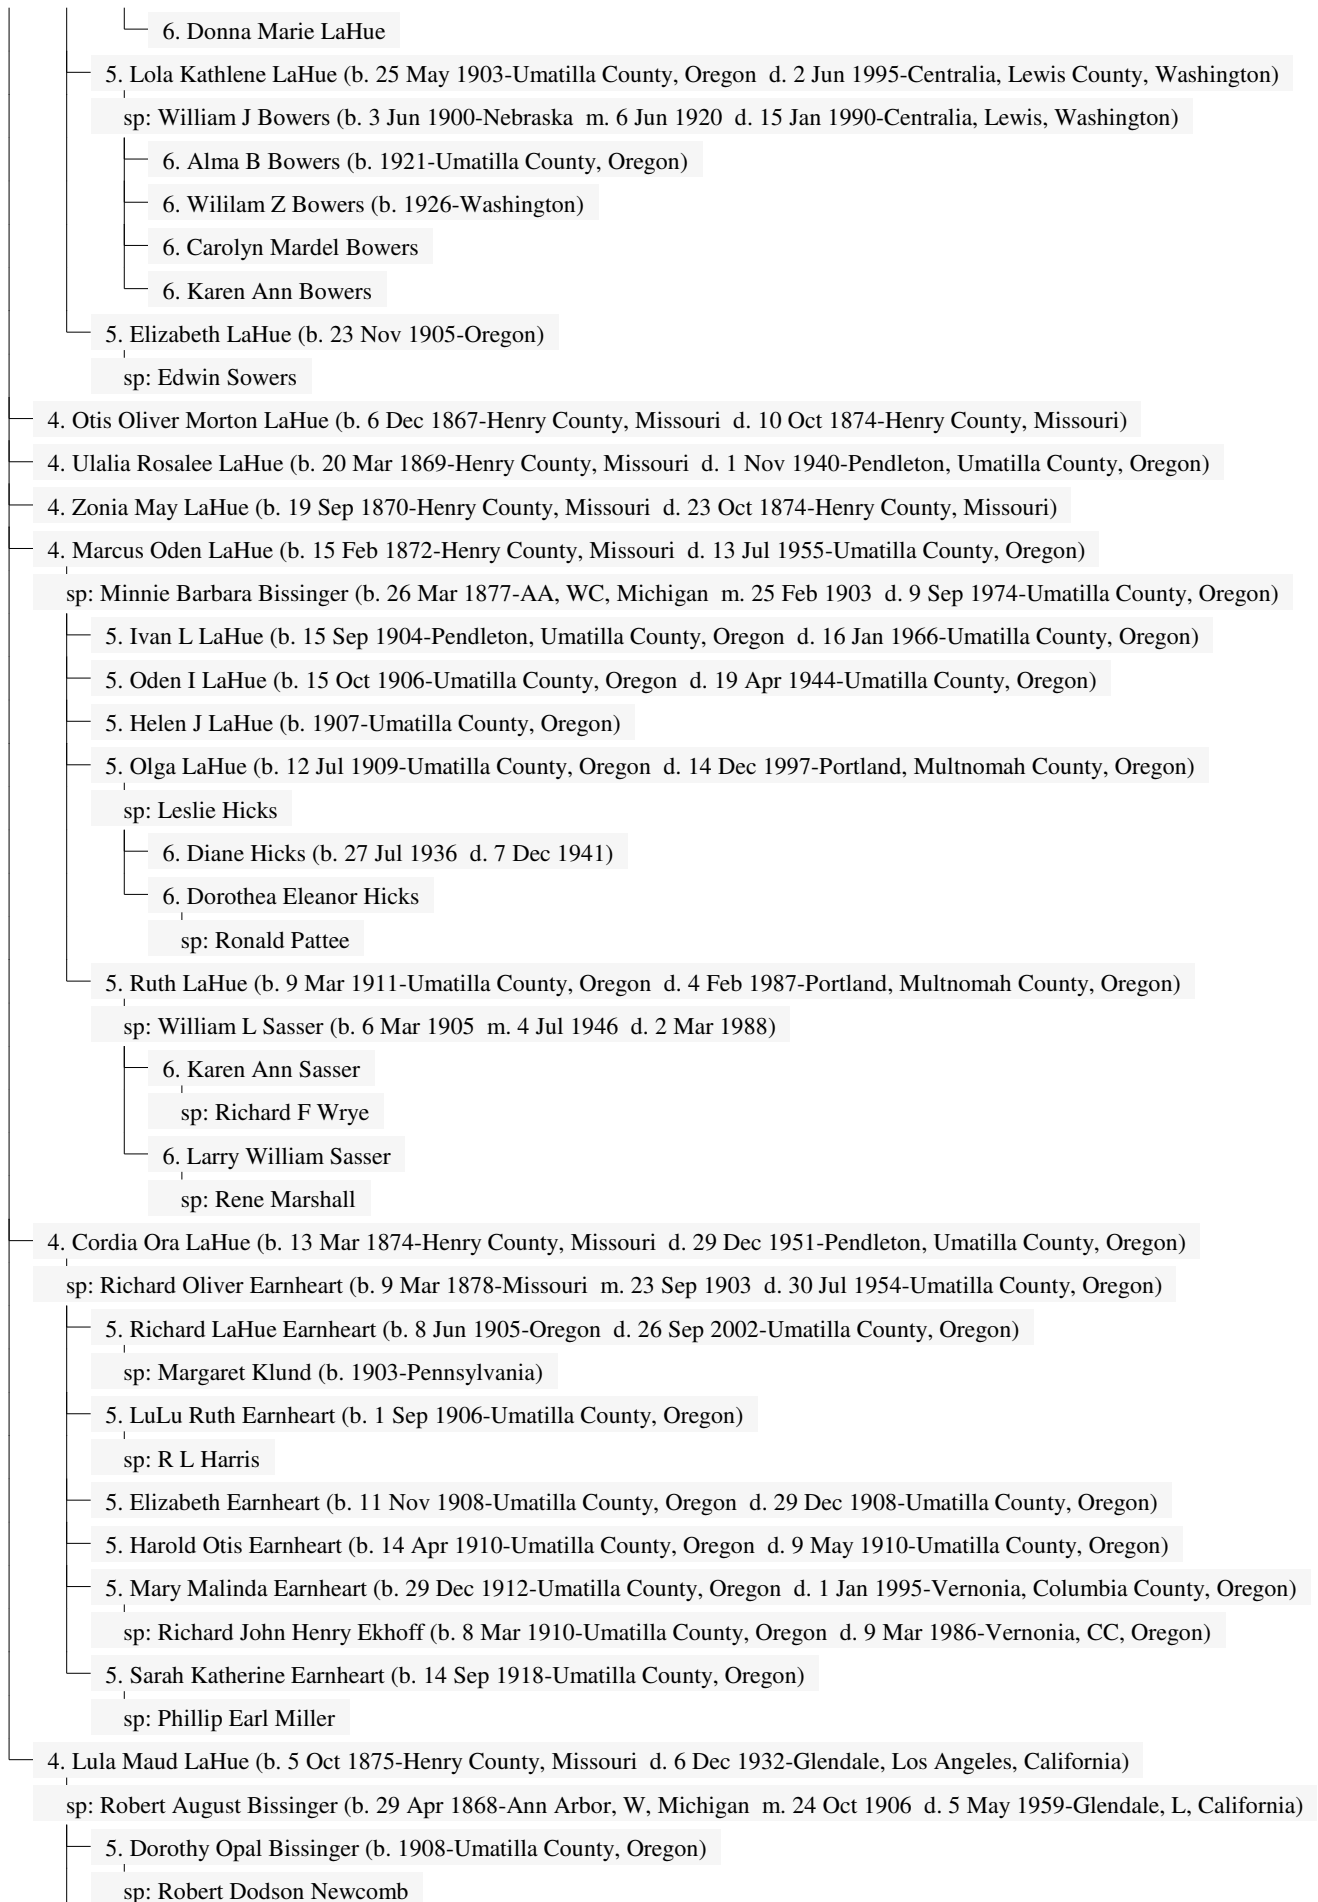 6. Donna Marie LaHue
5. Lola Kathlene LaHue (b. 25 May 1903-Umatilla County, Oregon d. 2 Jun 1995-Centralia, Lewis County, Washington)
sp: William J Bowers (b. 3 Jun 1900-Nebraska m. 6 Jun 1920 d. 15 Jan 1990-Centralia, Lewis, Washington)
6. Alma B Bowers (b. 1921-Umatilla County, Oregon)
6. Wililam Z Bowers (b. 1926-Washington)
6. Carolyn Mardel Bowers
6. Karen Ann Bowers
5. Elizabeth LaHue (b. 23 Nov 1905-Oregon)
sp: Edwin Sowers
4. Otis Oliver Morton LaHue (b. 6 Dec 1867-Henry County, Missouri d. 10 Oct 1874-Henry County, Missouri)
4. Ulalia Rosalee LaHue (b. 20 Mar 1869-Henry County, Missouri d. 1 Nov 1940-Pendleton, Umatilla County, Oregon)
4. Zonia May LaHue (b. 19 Sep 1870-Henry County, Missouri d. 23 Oct 1874-Henry County, Missouri)
4. Marcus Oden LaHue (b. 15 Feb 1872-Henry County, Missouri d. 13 Jul 1955-Umatilla County, Oregon)
sp: Minnie Barbara Bissinger (b. 26 Mar 1877-AA, WC, Michigan m. 25 Feb 1903 d. 9 Sep 1974-Umatilla County, Oregon)
5. Ivan L LaHue (b. 15 Sep 1904-Pendleton, Umatilla County, Oregon d. 16 Jan 1966-Umatilla County, Oregon)
5. Oden I LaHue (b. 15 Oct 1906-Umatilla County, Oregon d. 19 Apr 1944-Umatilla County, Oregon)
5. Helen J LaHue (b. 1907-Umatilla County, Oregon)
5. Olga LaHue (b. 12 Jul 1909-Umatilla County, Oregon d. 14 Dec 1997-Portland, Multnomah County, Oregon)
sp: Leslie Hicks
6. Diane Hicks (b. 27 Jul 1936 d. 7 Dec 1941)
6. Dorothea Eleanor Hicks
sp: Ronald Pattee
5. Ruth LaHue (b. 9 Mar 1911-Umatilla County, Oregon d. 4 Feb 1987-Portland, Multnomah County, Oregon)
sp: William L Sasser (b. 6 Mar 1905 m. 4 Jul 1946 d. 2 Mar 1988)
6. Karen Ann Sasser
sp: Richard F Wrye
6. Larry William Sasser
sp: Rene Marshall
4. Cordia Ora LaHue (b. 13 Mar 1874-Henry County, Missouri d. 29 Dec 1951-Pendleton, Umatilla County, Oregon)
sp: Richard Oliver Earnheart (b. 9 Mar 1878-Missouri m. 23 Sep 1903 d. 30 Jul 1954-Umatilla County, Oregon)
5. Richard LaHue Earnheart (b. 8 Jun 1905-Oregon d. 26 Sep 2002-Umatilla County, Oregon)
sp: Margaret Klund (b. 1903-Pennsylvania)
5. LuLu Ruth Earnheart (b. 1 Sep 1906-Umatilla County, Oregon)
sp: R L Harris
5. Elizabeth Earnheart (b. 11 Nov 1908-Umatilla County, Oregon d. 29 Dec 1908-Umatilla County, Oregon)
5. Harold Otis Earnheart (b. 14 Apr 1910-Umatilla County, Oregon d. 9 May 1910-Umatilla County, Oregon)
5. Mary Malinda Earnheart (b. 29 Dec 1912-Umatilla County, Oregon d. 1 Jan 1995-Vernonia, Columbia County, Oregon)
sp: Richard John Henry Ekhoff (b. 8 Mar 1910-Umatilla County, Oregon d. 9 Mar 1986-Vernonia, CC, Oregon)
5. Sarah Katherine Earnheart (b. 14 Sep 1918-Umatilla County, Oregon)
sp: Phillip Earl Miller
4. Lula Maud LaHue (b. 5 Oct 1875-Henry County, Missouri d. 6 Dec 1932-Glendale, Los Angeles, California)
sp: Robert August Bissinger (b. 29 Apr 1868-Ann Arbor, W, Michigan m. 24 Oct 1906 d. 5 May 1959-Glendale, L, California)
5. Dorothy Opal Bissinger (b. 1908-Umatilla County, Oregon)
sp: Robert Dodson Newcomb